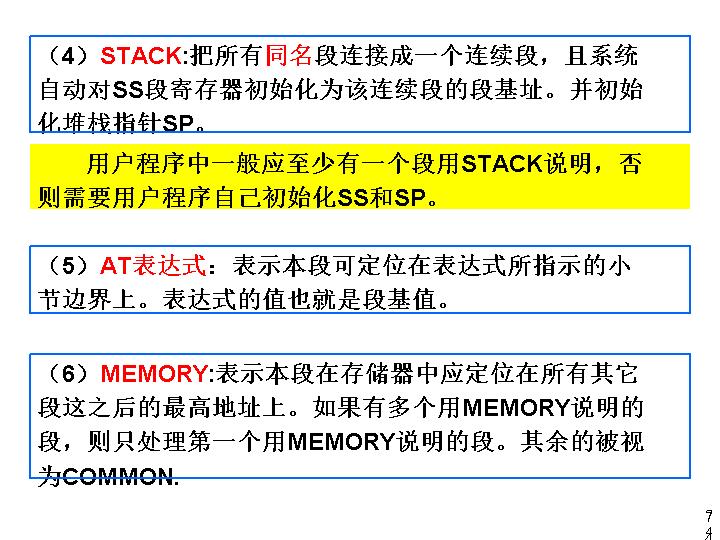 （4）STACK:把所有同名段连接成一个连续段，且系统
自动对SS段寄存器初始化为该连续段的段基址。并初始
化堆栈指针SP。
用户程序中一般应至少有一个段用STACK说明，否
则需要用户程序自己初始化SS和SP。
（5）AT表达式：表示本段可定位在表达式所指示的小
节边界上。表达式的值也就是段基值。
（6）MEMORY:表示本段在存储器中应定位在所有其它
段这之后的最高地址上。如果有多个用MEMORY说明的
段，则只处理第一个用MEMORY说明的段。其余的被视
为COMMON.
7
4